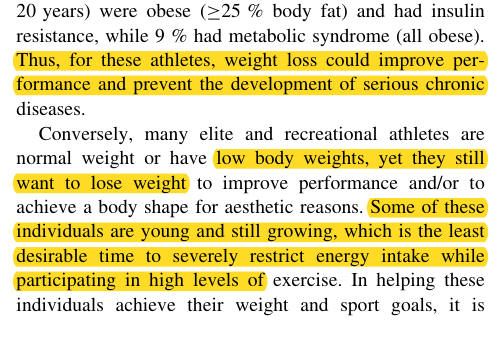 20 years) were obese (≥25 % body fat) and had insulin
resistance, while 9 % had metabolic syndrome (all obese).
Thus, for these athletes, weight loss could improve per-
formance and prevent the development of serious chronic
diseases.
Conversely, many elite and recreational athletes are
normal weight or have low body weights, yet they still
want to lose weight to improve performance and/or to
achieve a body shape for aesthetic reasons. Some of these
individuals are young and still growing, which is the least
desirable time to severely restrict energy intake while
participating in high levels of exercise. In helping these
individuals achieve their weight and sport goals, it is